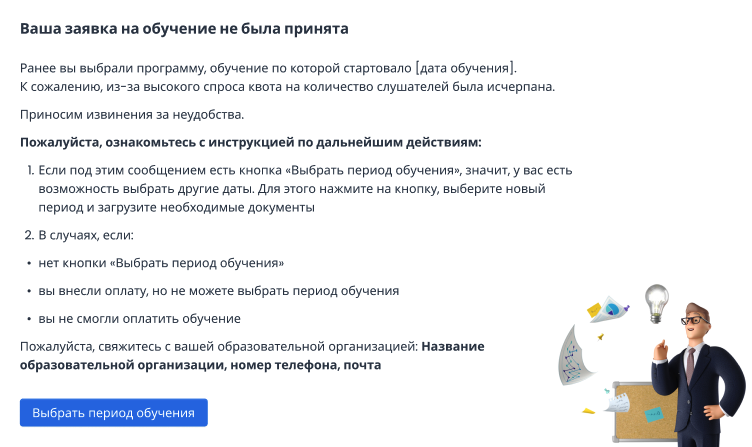 Ваша заявка на обучение не была принята
Ранее вы выбрали программу, обучение по которой стартовало [дата обучения].
К сожалению, из-за высокого спроса квота на количество слушателей была исчерпана.
Приносим извинения за неудобства.
Пожалуйста, ознакомьтесь с инструкцией по дальнейшим действиям:
1. Если под этим сообщением есть кнопка «Выбрать период обучения», значит, у вас есть
возможность выбрать другие даты. Для этого нажмите на кнопку, выберите новый
период и загрузите необходимые документы
2. В случаях, если:
• нет кнопки «Выбрать период обучения»
• вы внесли оплату, но не можете выбрать период обучения
• вы не смогли оплатить обучение
Пожалуйста, свяжитесь с вашей образовательной организацией: Название
образовательной организации, номер телефона, почта
Выбрать период обучения